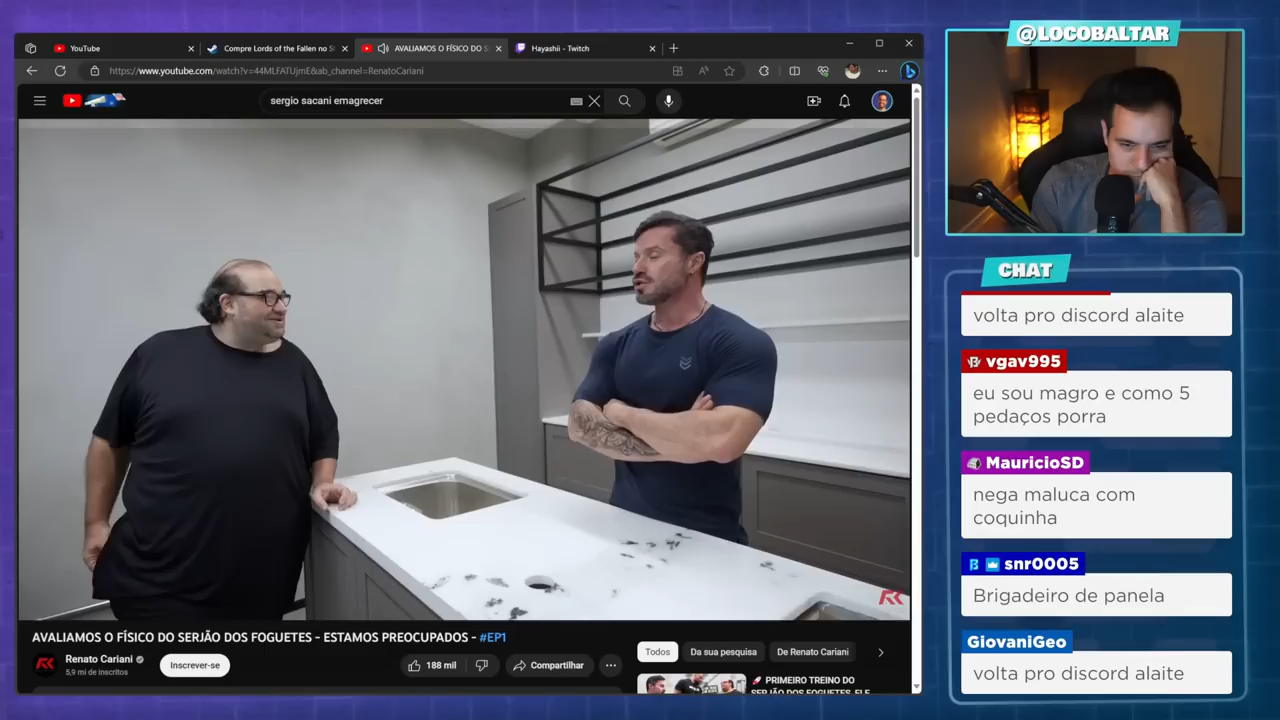 YouTube
Compre Lords of the Fallen no S
AVALIAMOS O FÍSICO DO S
Hayashii - Twitch
https://www.youtube.com/watch?v=44MLFATUjmE&ab_channel=RenatoCariani
sergio sacani emagrecer
@LOCOBALTAR
CHAT
volta pro discord alaite
vgav995
eu sou magro e como 5
pedaços porra
MauricioSD
nega maluca com
coquinha
snr0005
Brigadeiro de panela
GiovaniGeo
volta pro discord alaite
RK
AVALIAMOS O FÍSICO DO SERJÃO DOS FOGUETES - ESTAMOS PREOCUPADOS - #EP1
Renato Cariani
5,9 mi de inscritos
Inscrever-se
188 mil
Compartilhar
Todos
Da sua pesquisa
De Renato Cariani
PRIMEIRO TREINO DO
SERJÃO DOS FOGUETES, ELE